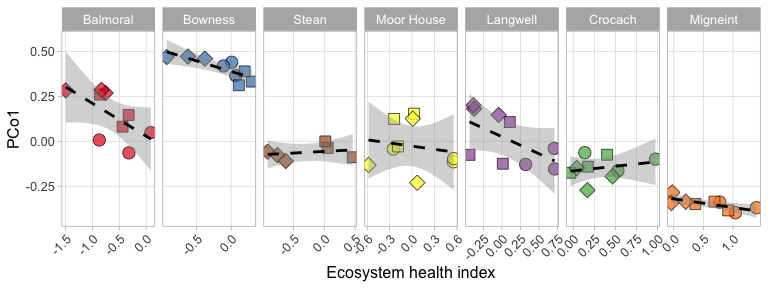 Balmoral Bowness Stean Moor House Langwell Crocach Migneint
PCo1
0.50
0.25
0.00
-0.25
-1.5 -1.0 -0.5 0.0 -0.5 0.0 -0.5 0.0 0.5 -0.6 -0.3 0.0 0.3 0.6 -0.25 0.00 0.25 0.50 0.75 0.00 0.25 0.50 0.75 1.00 0.0 0.5 1.0
Ecosystem health index